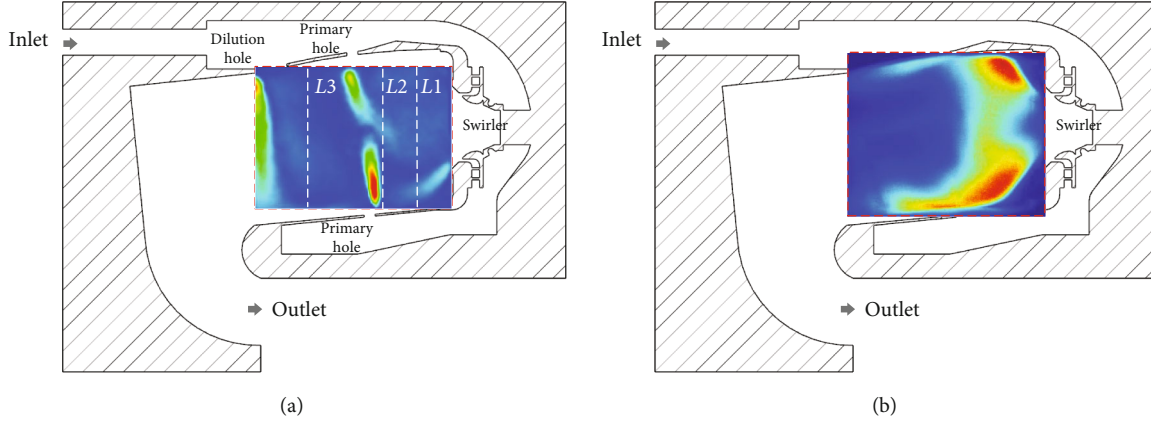 Inlet
Dilution
hole
Primary
hole
L3
L2
L1
Swirler
Primary
hole
Outlet
(a)
Inlet
Swirler
Outlet
(b)